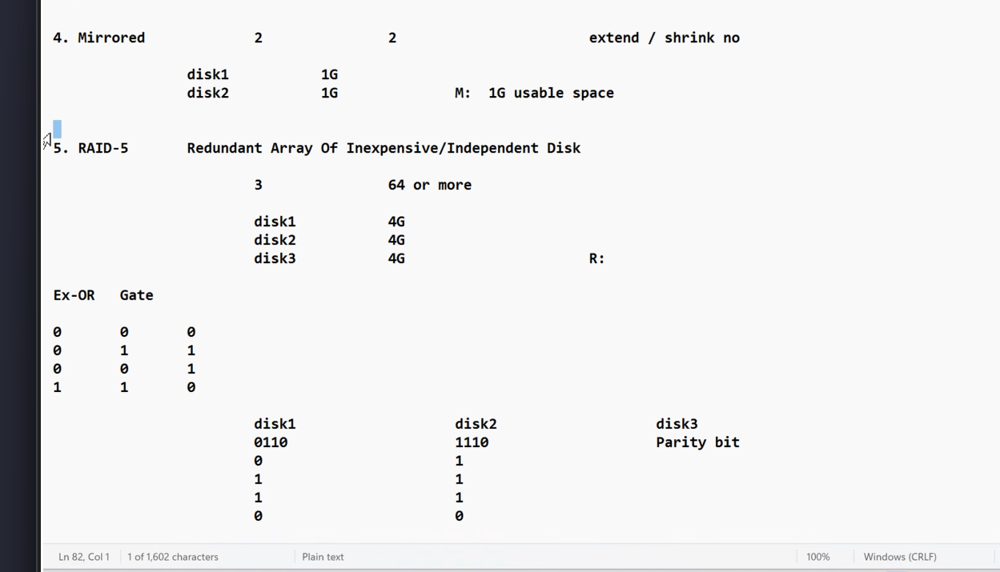 4. Mirrored 2 2 extend / shrink no
disk1 1G
disk2 1G M: 1G usable space
5. RAID-5 Redundant Array Of Inexpensive/Independent Disk
3 64 or more
disk1 4G
disk2 4G
disk3 4G R:
Ex-OR Gate
0 0 0
0 1 1
0 0 1
1 1 0
disk1 disk2 disk3
0110 1110 Parity bit
0 1
1 1
1 1
0 0
Ln 82, Col 1 1 of 1,602 characters Plain text 100% Windows (CRLF)